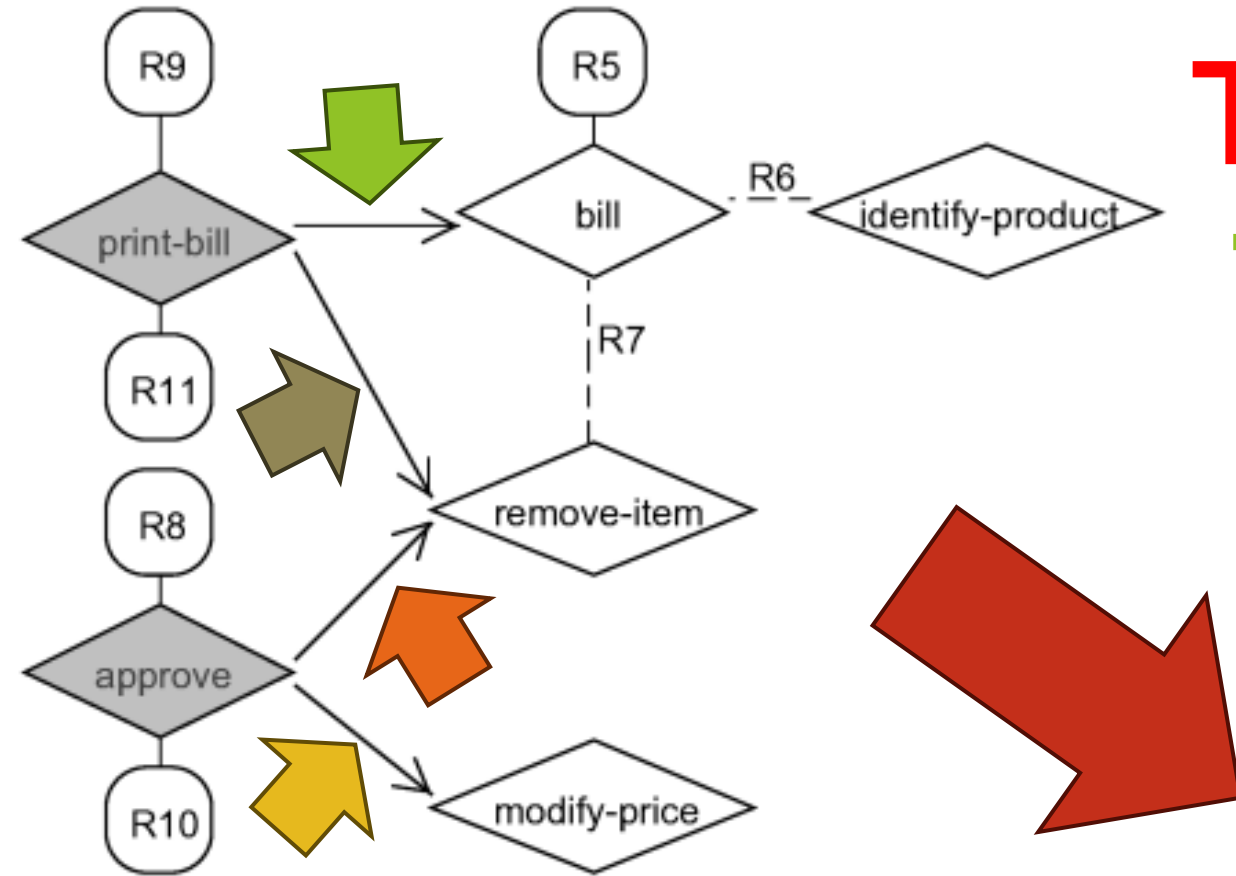 R9
R5
R6
print-bill
bill
identify-product
R7
R11
R8
remove-item
approve
R10
modify-price